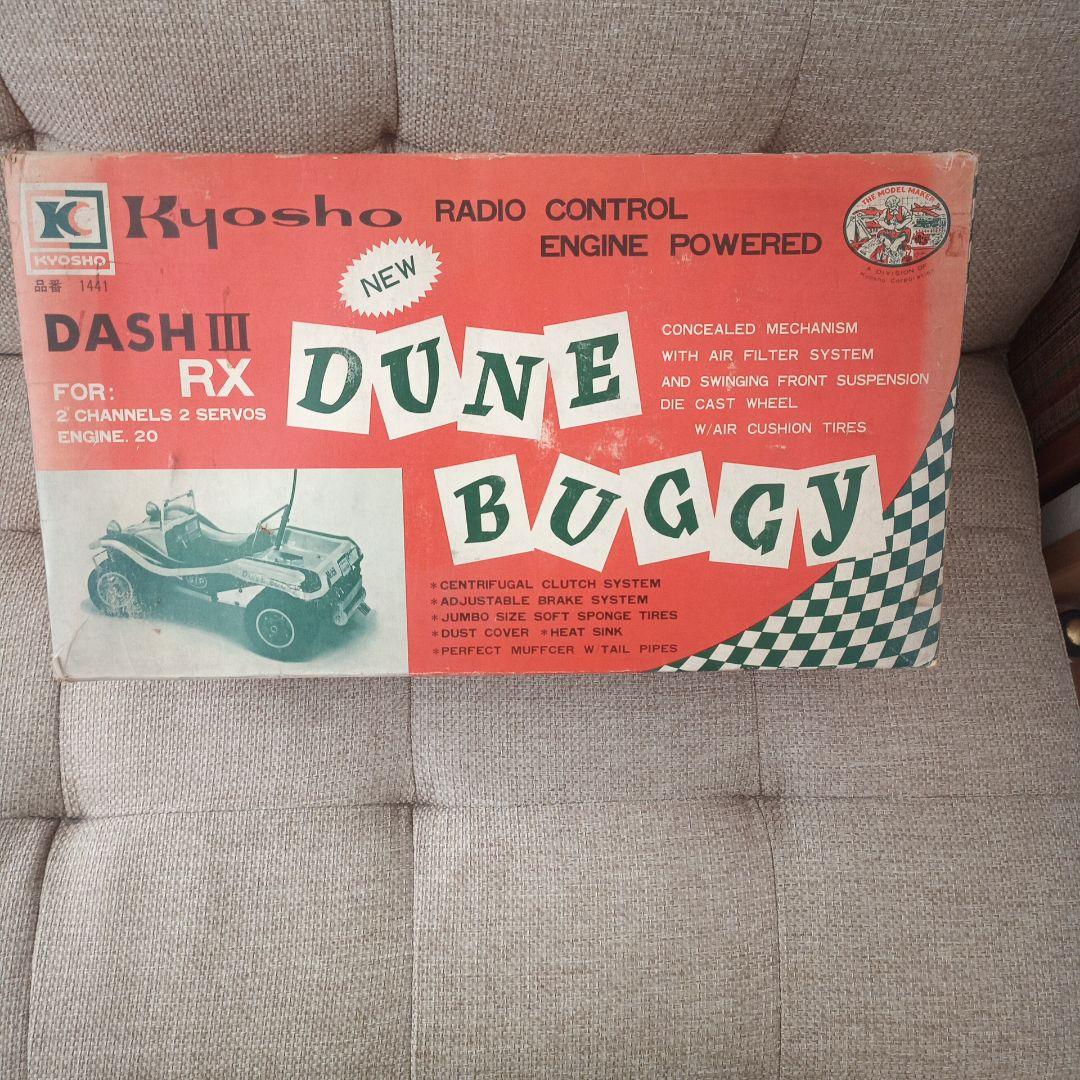 KYOSHO
Kyosho
RADIO CONTROL
ENGINE POWERED
THE MODEL MAKER
A DIVISION OF
Kyosho Corporation
品番 1441
NEW
DASH III
RX
FOR:
2 CHANNELS 2 SERVOS
ENGINE. 20
DUNE
BUGGY
CONCEALED MECHANISM
WITH AIR FILTER SYSTEM
AND SWINGING FRONT SUSPENSION
DIE CAST WHEEL
W/AIR CUSHION TIRES
*CENTRIFUGAL CLUTCH SYSTEM
*ADJUSTABLE BRAKE SYSTEM
*JUMBO SIZE SOFT SPONGE TIRES
*DUST COVER *HEAT SINK
*PERFECT MUFFCER W/TAIL PIPES